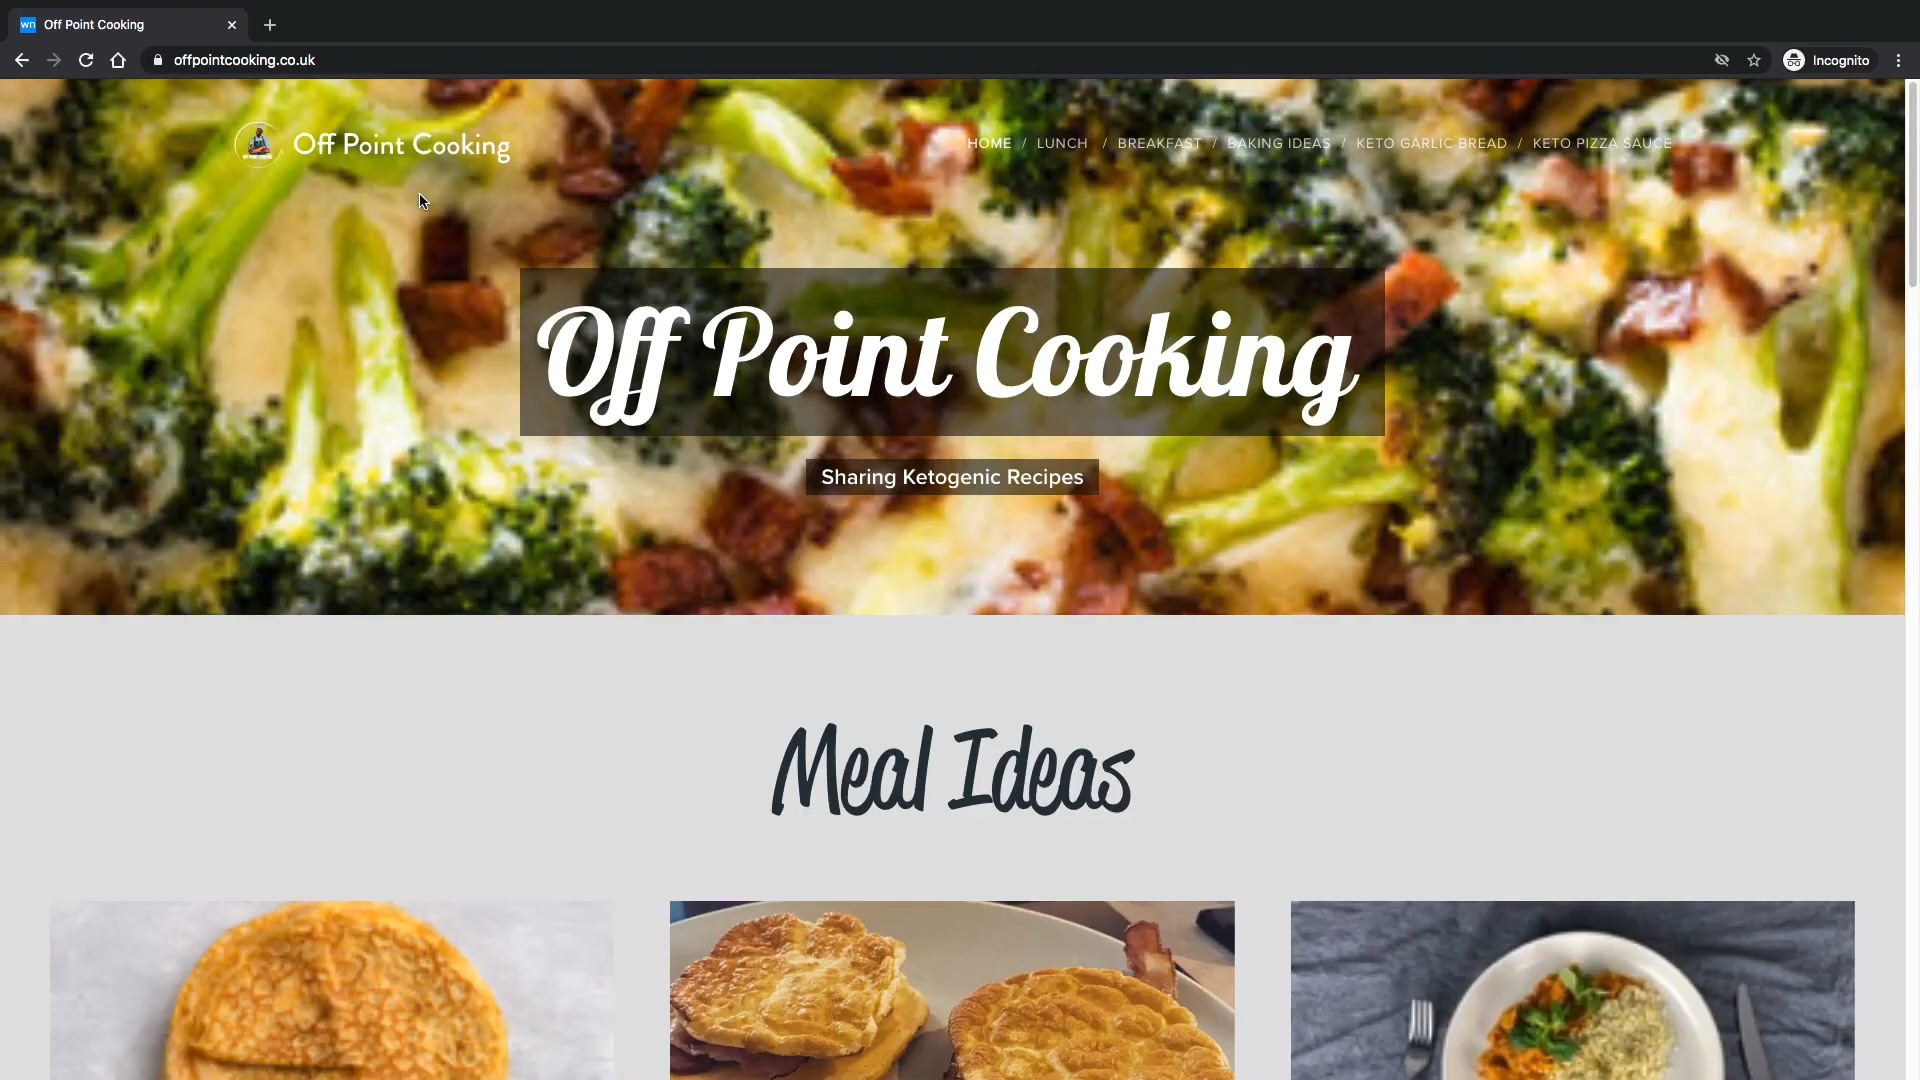 wn Off Point Cooking
offpointcooking.co.uk
Incognito
Off Point Cooking
HOME / LUNCH / BREAKFAST / BAKING IDEAS / KETO GARLIC BREAD / KETO PIZZA SAUCE
Off Point Cooking
Sharing Ketogenic Recipes
Meal Ideas